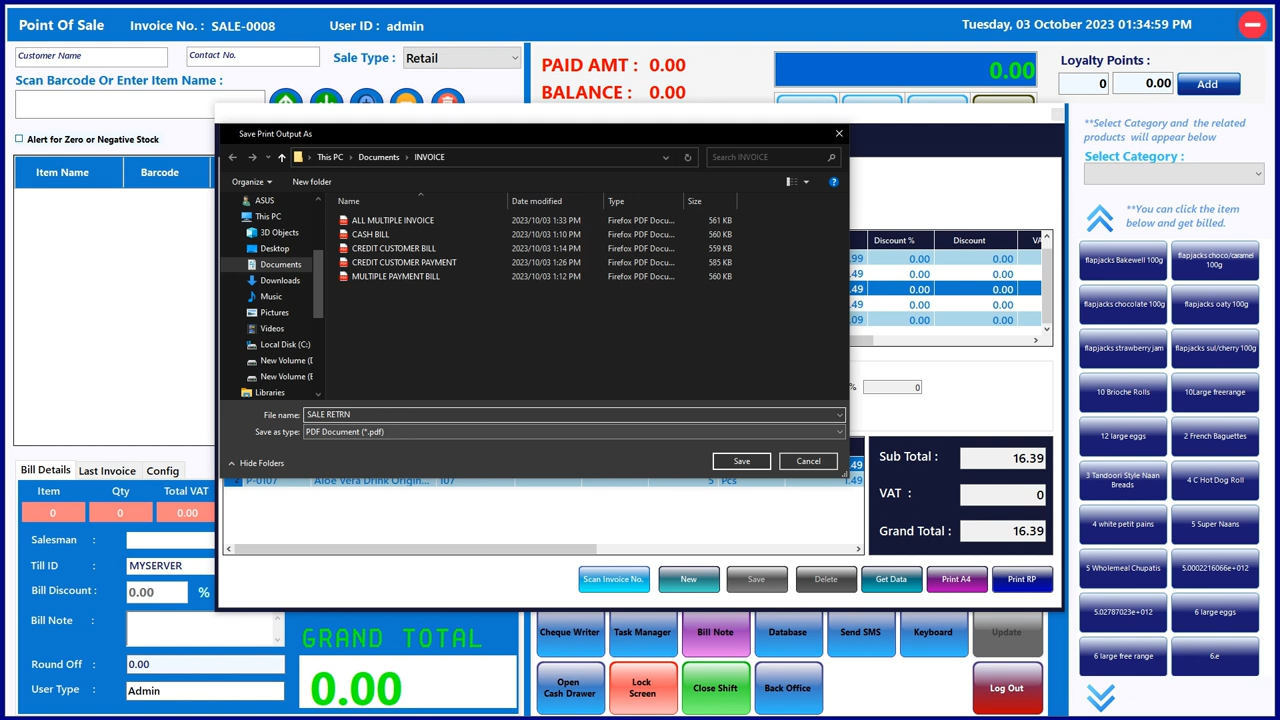 Point Of Sale
Invoice No. : SALE-0008
User ID : admin
Tuesday, 03 October 2023 01:34:59 PM
Customer Name
Contact No.
Sale Type :
Retail
Scan Barcode Or Enter Item Name :
PAID AMT : 0.00
BALANCE : 0.00
0.00
Loyalty Points :
0
0.00
Add
Alert for Zero or Negative Stock
Item Name
Barcode
**Select Category and the related
products will appear below
Select Category :
**You can click the item
below and get billed.
Save Print Output As
This PC
Documents
INVOICE
Search INVOICE
Organize
New folder
ASUS
This PC
3D Objects
Desktop
Documents
Downloads
Music
Pictures
Videos
Local Disk (C:)
New Volume (D
New Volume (E
Libraries
Name
Date modified
Type
Size
ALL MULTIPLE INVOICE 2023/10/03 1:33 PM Firefox PDF Docu... 561 KB
CASH BILL 2023/10/03 1:10 PM Firefox PDF Docu... 560 KB
CREDIT CUSTOMER BILL 2023/10/03 1:14 PM Firefox PDF Docu... 559 KB
CREDIT CUSTOMER PAYMENT 2023/10/03 1:26 PM Firefox PDF Docu... 585 KB
MULTIPLE PAYMENT BILL 2023/10/03 1:12 PM Firefox PDF Docu... 560 KB
File name: SALE RETRN
Save as type: PDF Document (*.pdf)
Hide Folders
Save
Cancel
Discount %
Discount
VA
.99 0.00 0.00
.49 0.00 0.00
.49 0.00 0.00
.49 0.00 0.00
.09 0.00 0.00
% 0
.49
2 P-0107 Aloe Vera Drink Origin... 107 5 Pcs 1.49
Sub Total : 16.39
VAT : 0
Grand Total : 16.39
Scan Invoice No.
New
Save
Delete
Get Data
Print A4
Print RP
flapjacks Bakewell 100g
flapjacks choco/caramel
100g
flapjacks chocolate 100g
flapjacks oaty 100g
flapjacks strawberry jam
flapjacks sul/cherry 100g
10 Brioche Rolls
10Large freerange
12 large eggs
2 French Baguettes
3 Tandoori Style Naan
Breads
4 C Hot Dog Roll
4 white petit pains
5 Super Naans
5 Wholemeal Chupatis
5.0002216066e+012
5.02787023e+012
6 large eggs
6 large free range
6.e
Bill Details
Last Invoice
Config
Item
Qty
Total VAT
0
0
0.00
Salesman :
Till ID : MYSERVER
Bill Discount : 0.00 %
Bill Note :
Round Off : 0.00
User Type : Admin
GRAND TOTAL
0.00
Cheque Writer
Task Manager
Bill Note
Database
Send SMS
Keyboard
Update
Open
Cash Drawer
Lock
Screen
Close Shift
Back Office
Log Out